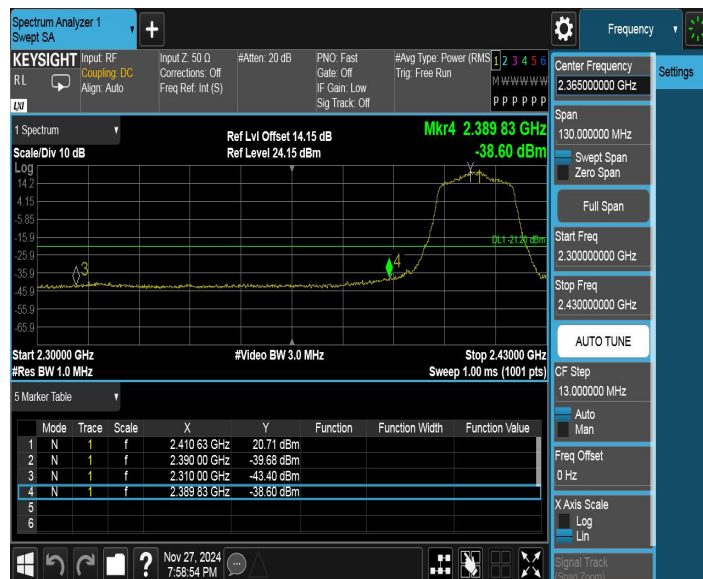 Spectrum Analyzer 1
Swept SA
+
KEYSIGHT
RL
LXI
Input: RF
Coupling: DC
Align: Auto
Input Z: 50 Ω
Corrections: Off
Freq Ref: Int (S)
#Atten: 20 dB
PNO: Fast
Gate: Off
IF Gain: Low
Sig Track: Off
#Avg Type: Power (RMS
Trig: Free Run
1 2 3 4 5 6
M W W W W W
P P P P P P
1 Spectrum
Scale/Div 10 dB
Ref Lvl Offset 14.15 dB
Ref Level 24.15 dBm
Mkr4 2.389 83 GHz
-38.60 dBm
Log
14.2
4.15
-5.85
-15.9
-25.9
-35.9
-45.9
-55.9
-65.9
DL1 -21.20 dBm
3
4
Start 2.30000 GHz
#Video BW 3.0 MHz
Stop 2.43000 GHz
#Res BW 1.0 MHz
Sweep 1.00 ms (1001 pts)
5 Marker Table
Mode Trace Scale X Y Function Function Width Function Value
1 N 1 f 2.410 63 GHz 20.71 dBm
2 N 1 f 2.390 00 GHz -39.68 dBm
3 N 1 f 2.310 00 GHz -43.40 dBm
4 N 1 f 2.389 83 GHz -38.60 dBm
5
6
?
Nov 27, 2024
7:58:54 PM
Frequency
Settings
Center Frequency
2.365000000 GHz
Span
130.000000 MHz
Swept Span
Zero Span
Full Span
Start Freq
2.300000000 GHz
Stop Freq
2.430000000 GHz
AUTO TUNE
CF Step
13.000000 MHz
Auto
Man
Freq Offset
0 Hz
X Axis Scale
Log
Lin
Signal Track
(Span Zoom)